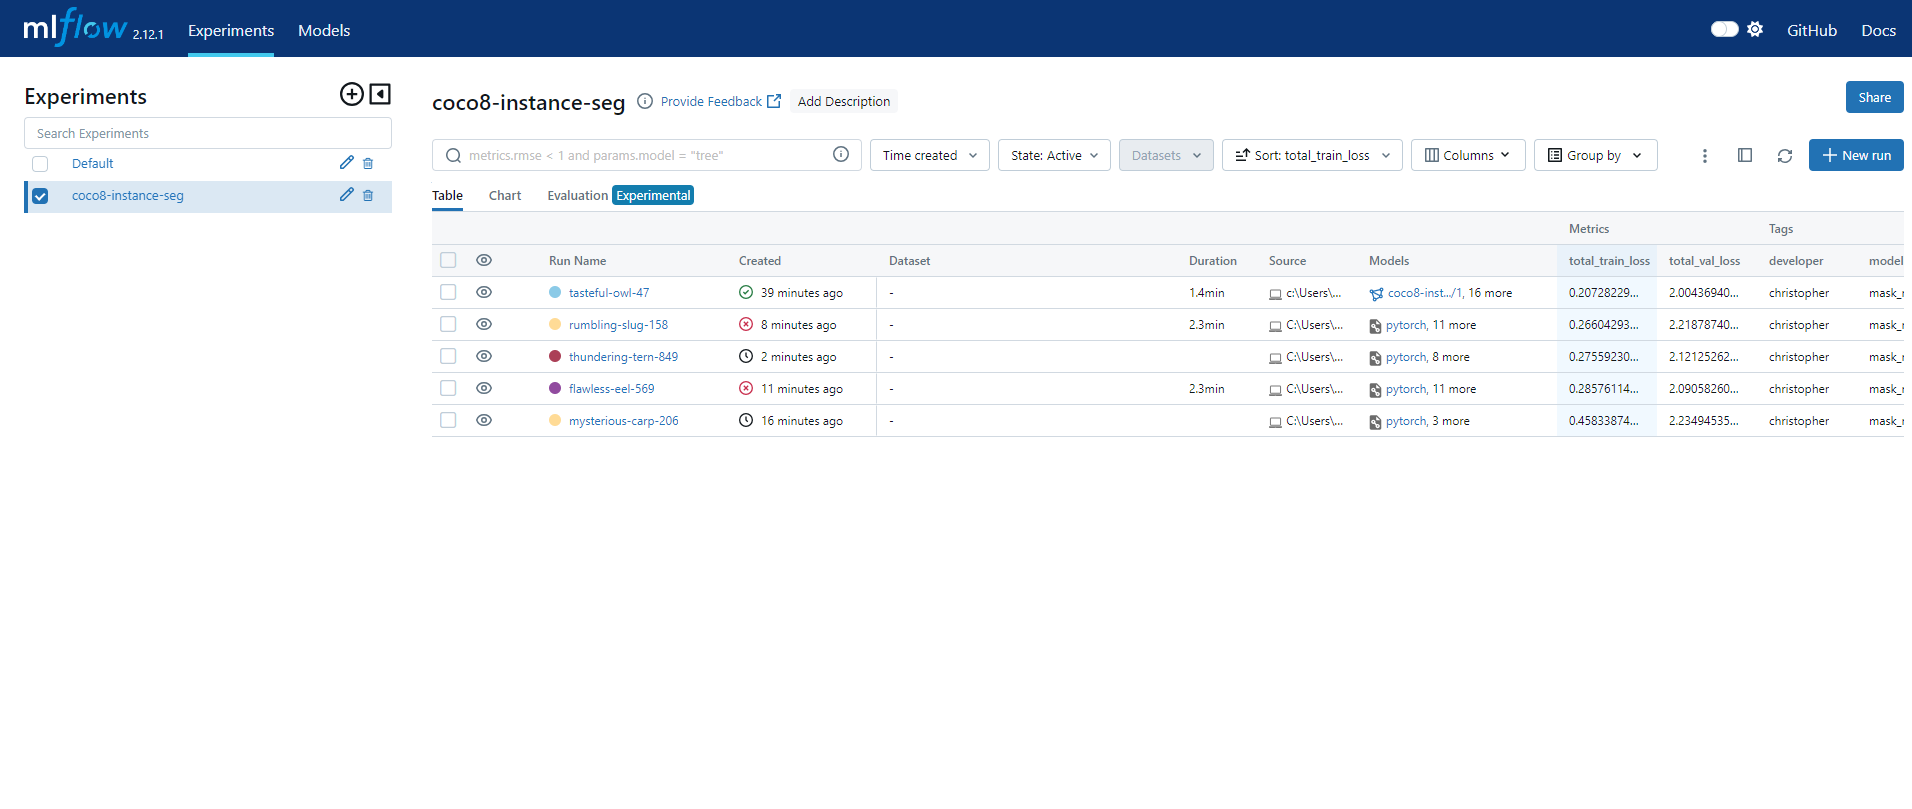 mlflow 2.12.1 Experiments Models GitHub Docs
Experiments
Search Experiments
Default
coco8-instance-seg
coco8-instance-seg Provide Feedback Add Description Share
metrics.rmse < 1 and params.model = "tree" Time created State: Active Datasets Sort: total_train_loss Columns Group by New run
Table Chart Evaluation Experimental
Metrics Tags
Run Name Created Dataset Duration Source Models total_train_loss total_val_loss developer model
tasteful-owl-47 39 minutes ago - 1.4min c:\Users\... coco8-inst.../1, 16 more 0.20728229... 2.00436940... christopher mask_r
rumbling-slug-158 8 minutes ago - 2.3min C:\Users\... pytorch, 11 more 0.26604293... 2.21878740... christopher mask_r
thundering-tern-849 2 minutes ago - C:\Users\... pytorch, 8 more 0.27559230... 2.12125262... christopher mask_r
flawless-eel-569 11 minutes ago - 2.3min C:\Users\... pytorch, 11 more 0.28576114... 2.09058260... christopher mask_r
mysterious-carp-206 16 minutes ago - C:\Users\... pytorch, 3 more 0.45833874... 2.23494535... christopher mask_r